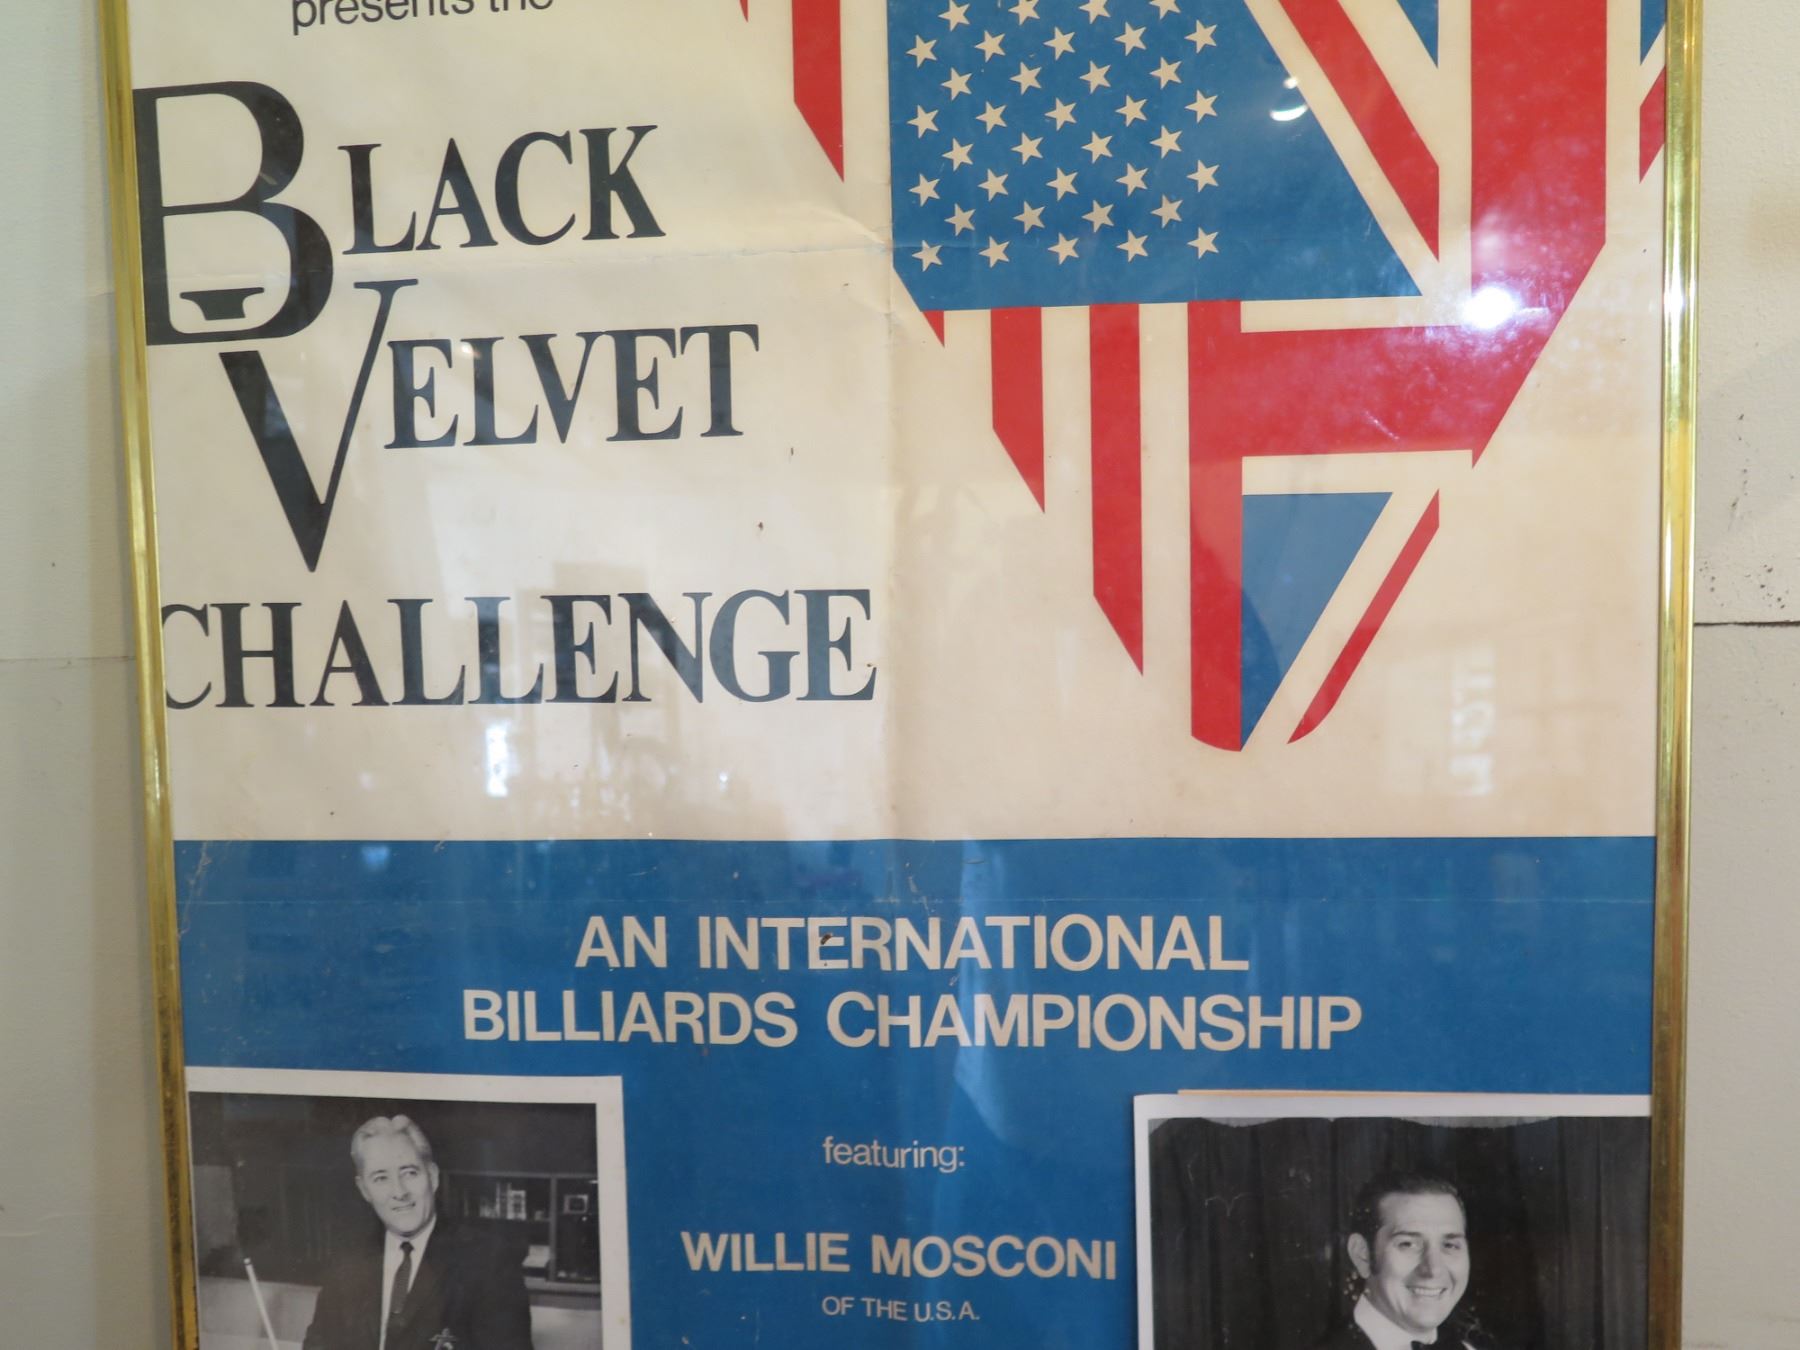 presents the
BLACK
VELVET
CHALLENGE
AN INTERNATIONAL
BILLIARDS CHAMPIONSHIP
featuring:
WILLIE MOSCONI
OF THE U.S.A.